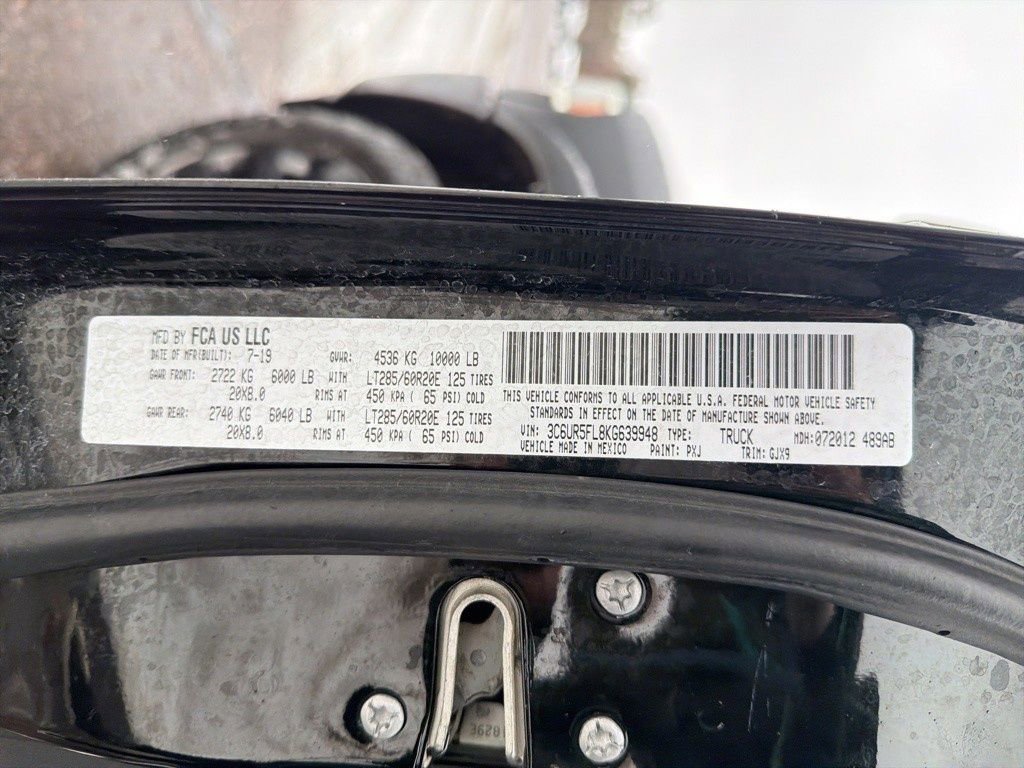 MFD BY FCA US LLC
DATE OF MFR(BUILT): 7-19 GVWR: 4536 KG 10000 LB
GAWR FRONT: 2722 KG 6000 LB WITH LT285/60R20E 125 TIRES
20X8.0 RIMS AT 450 KPA ( 65 PSI) COLD
GAWR REAR: 2740 KG 6040 LB WITH LT285/60R20E 125 TIRES
20X8.0 RIMS AT 450 KPA ( 65 PSI) COLD
THIS VEHICLE CONFORMS TO ALL APPLICABLE U.S.A. FEDERAL MOTOR VEHICLE SAFETY
STANDARDS IN EFFECT ON THE DATE OF MANUFACTURE SHOWN ABOVE.
VIN: 3C6UR5FL8KG639948 TYPE: TRUCK MDH:072012 489AB
VEHICLE MADE IN MEXICO PAINT: PXJ TRIM: GJX9